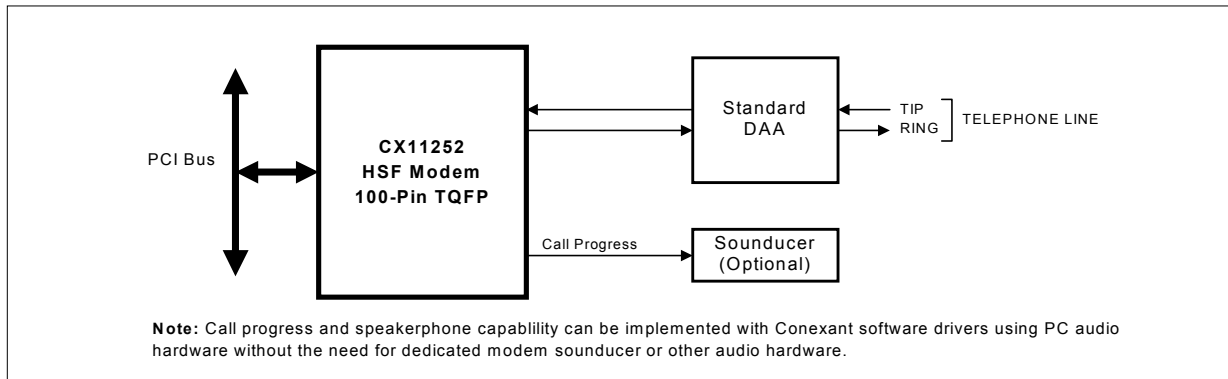 PCI Bus
CX11252
HSF Modem
100-Pin TQFP
Standard
DAA
TIP
RING
TELEPHONE LINE
Call Progress
Sounducer
(Optional)
Note: Call progress and speakerphone capablility can be implemented with Conexant software drivers using PC audio
hardware without the need for dedicated modem sounducer or other audio hardware.